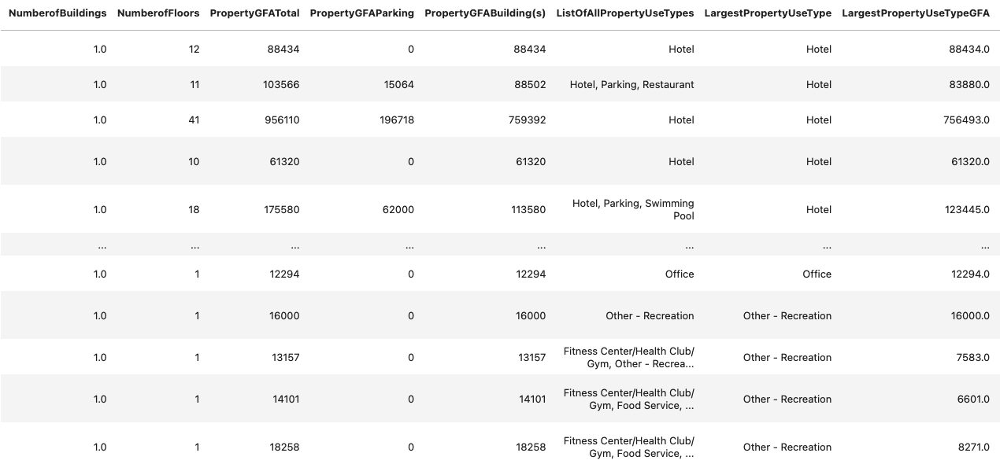 NumberofBuildings NumberofFloors PropertyGFATotal PropertyGFAParking PropertyGFABuilding(s) ListOfAllPropertyUseTypes LargestPropertyUseType LargestPropertyUseTypeGFA
1.0 12 88434 0 88434 Hotel Hotel 88434.0
1.0 11 103566 15064 88502 Hotel, Parking, Restaurant Hotel 83880.0
1.0 41 956110 196718 759392 Hotel Hotel 756493.0
1.0 10 61320 0 61320 Hotel Hotel 61320.0
1.0 18 175580 62000 113580 Hotel, Parking, Swimming
Pool Hotel 123445.0
... ... ... ... ... ... ... ...
1.0 1 12294 0 12294 Office Office 12294.0
1.0 1 16000 0 16000 Other - Recreation Other - Recreation 16000.0
1.0 1 13157 0 13157 Fitness Center/Health Club/
Gym, Other - Recrea... Other - Recreation 7583.0
1.0 1 14101 0 14101 Fitness Center/Health Club/
Gym, Food Service, ... Other - Recreation 6601.0
1.0 1 18258 0 18258 Fitness Center/Health Club/
Gym, Food Service, ... Other - Recreation 8271.0